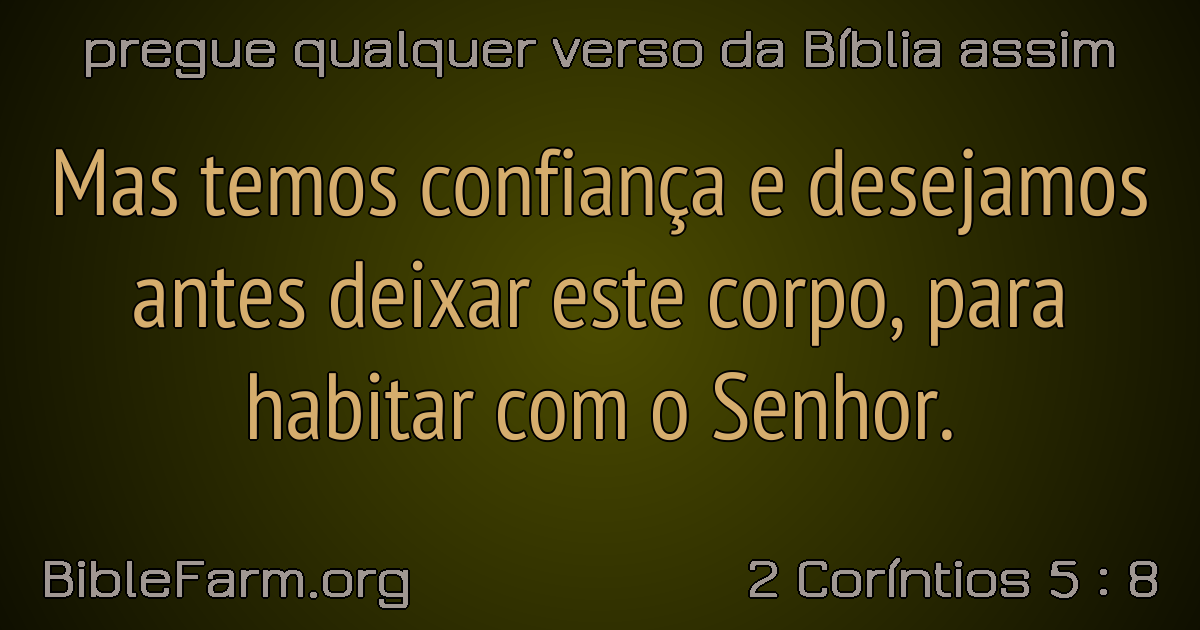 pregue qualquer verso da Bíblia assim
Mas temos confiança e desejamos
antes deixar este corpo, para
habitar com o Senhor.
BibleFarm.org
2 Coríntios 5 : 8